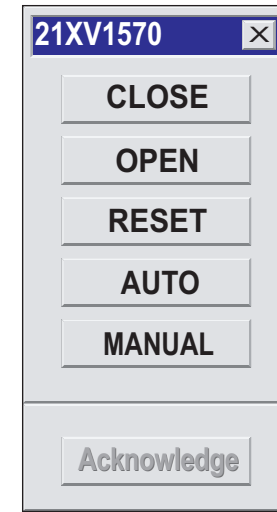 21XV1570
CLOSE
OPEN
RESET
AUTO
MANUAL
Acknowledge